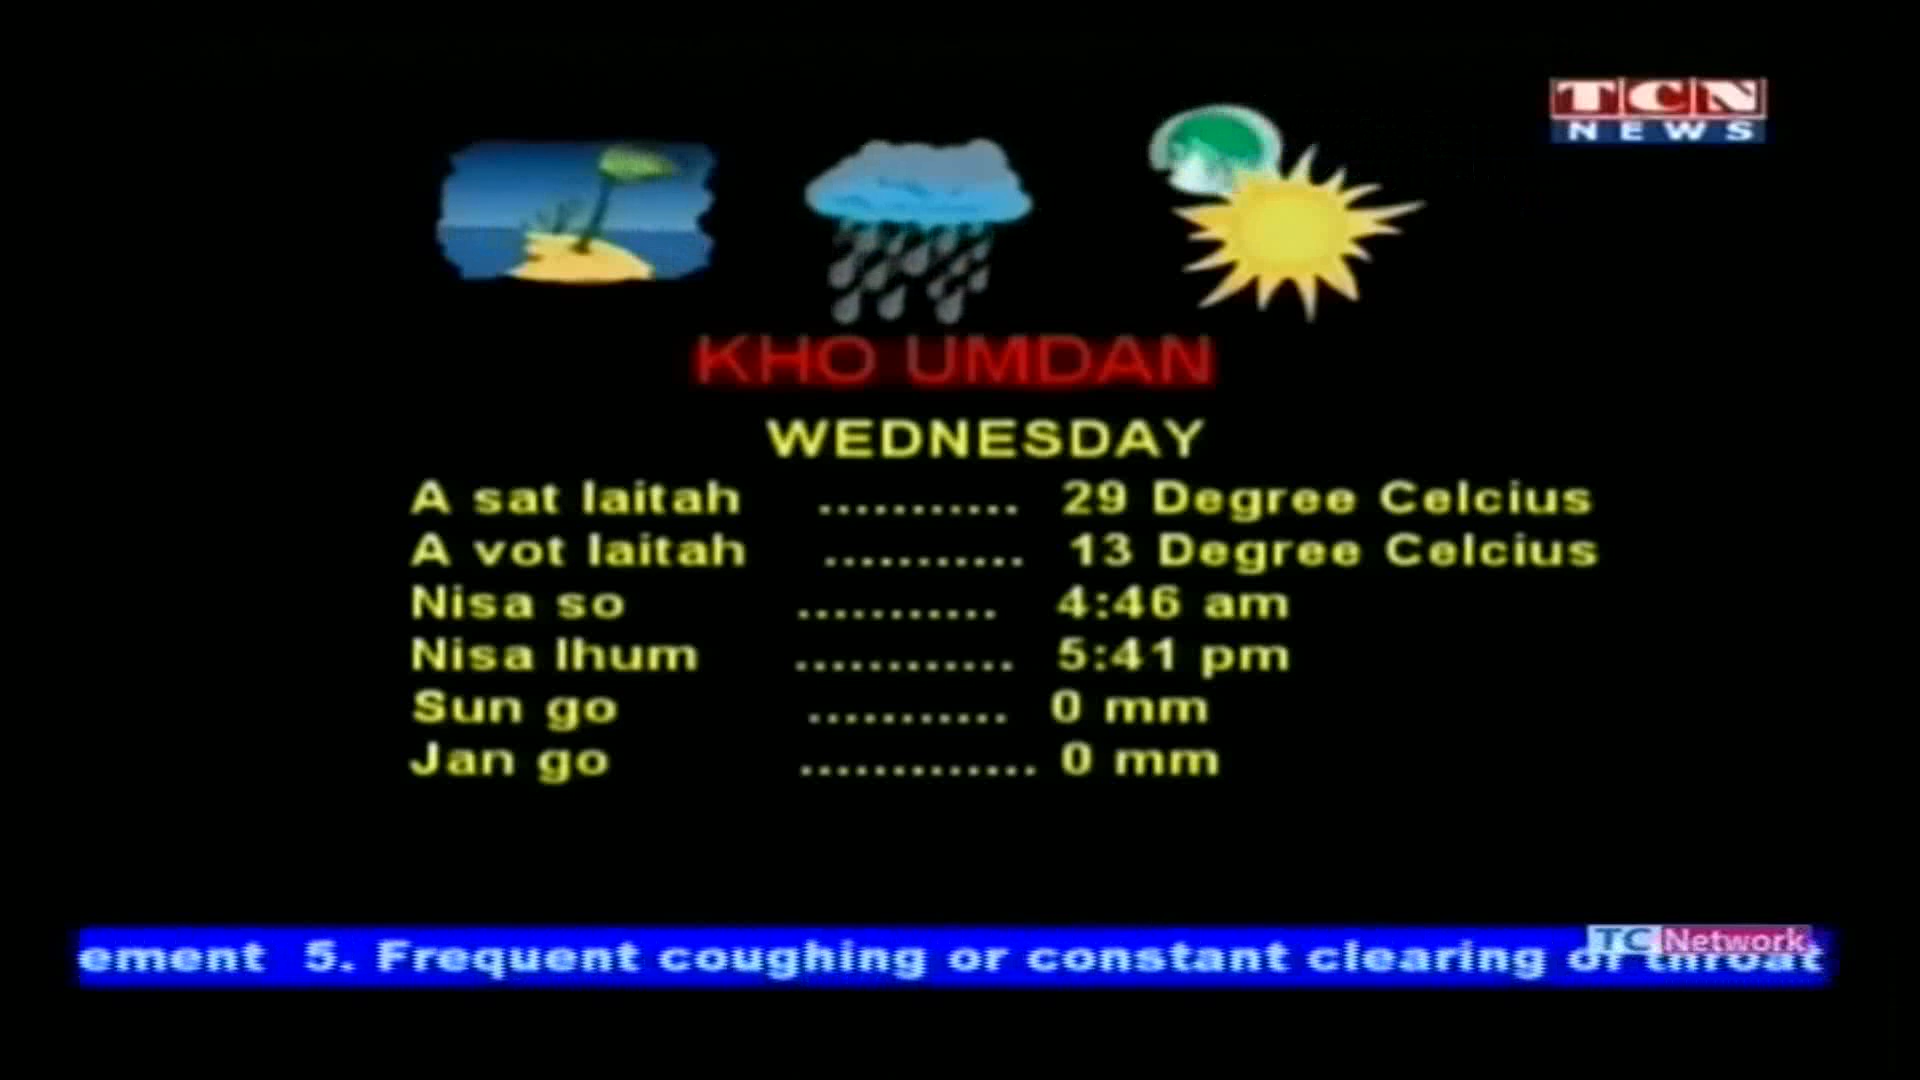 TCN
NEWS
KHO UMDAN
WEDNESDAY
A sat laitah ........... 29 Degree Celcius
A vot laitah ........... 13 Degree Celcius
Nisa so ........... 4:46 am
Nisa lhum ............ 5:41 pm
Sun go ........... 0 mm
Jan go ............. 0 mm
TC Network
ement 5. Frequent coughing or constant clearing of throat